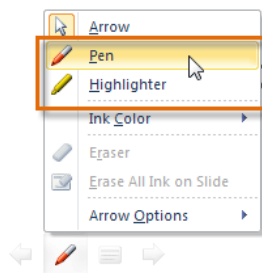 Arrow
Pen
Highlighter
Ink Color
Eraser
Erase All Ink on Slide
Arrow Options